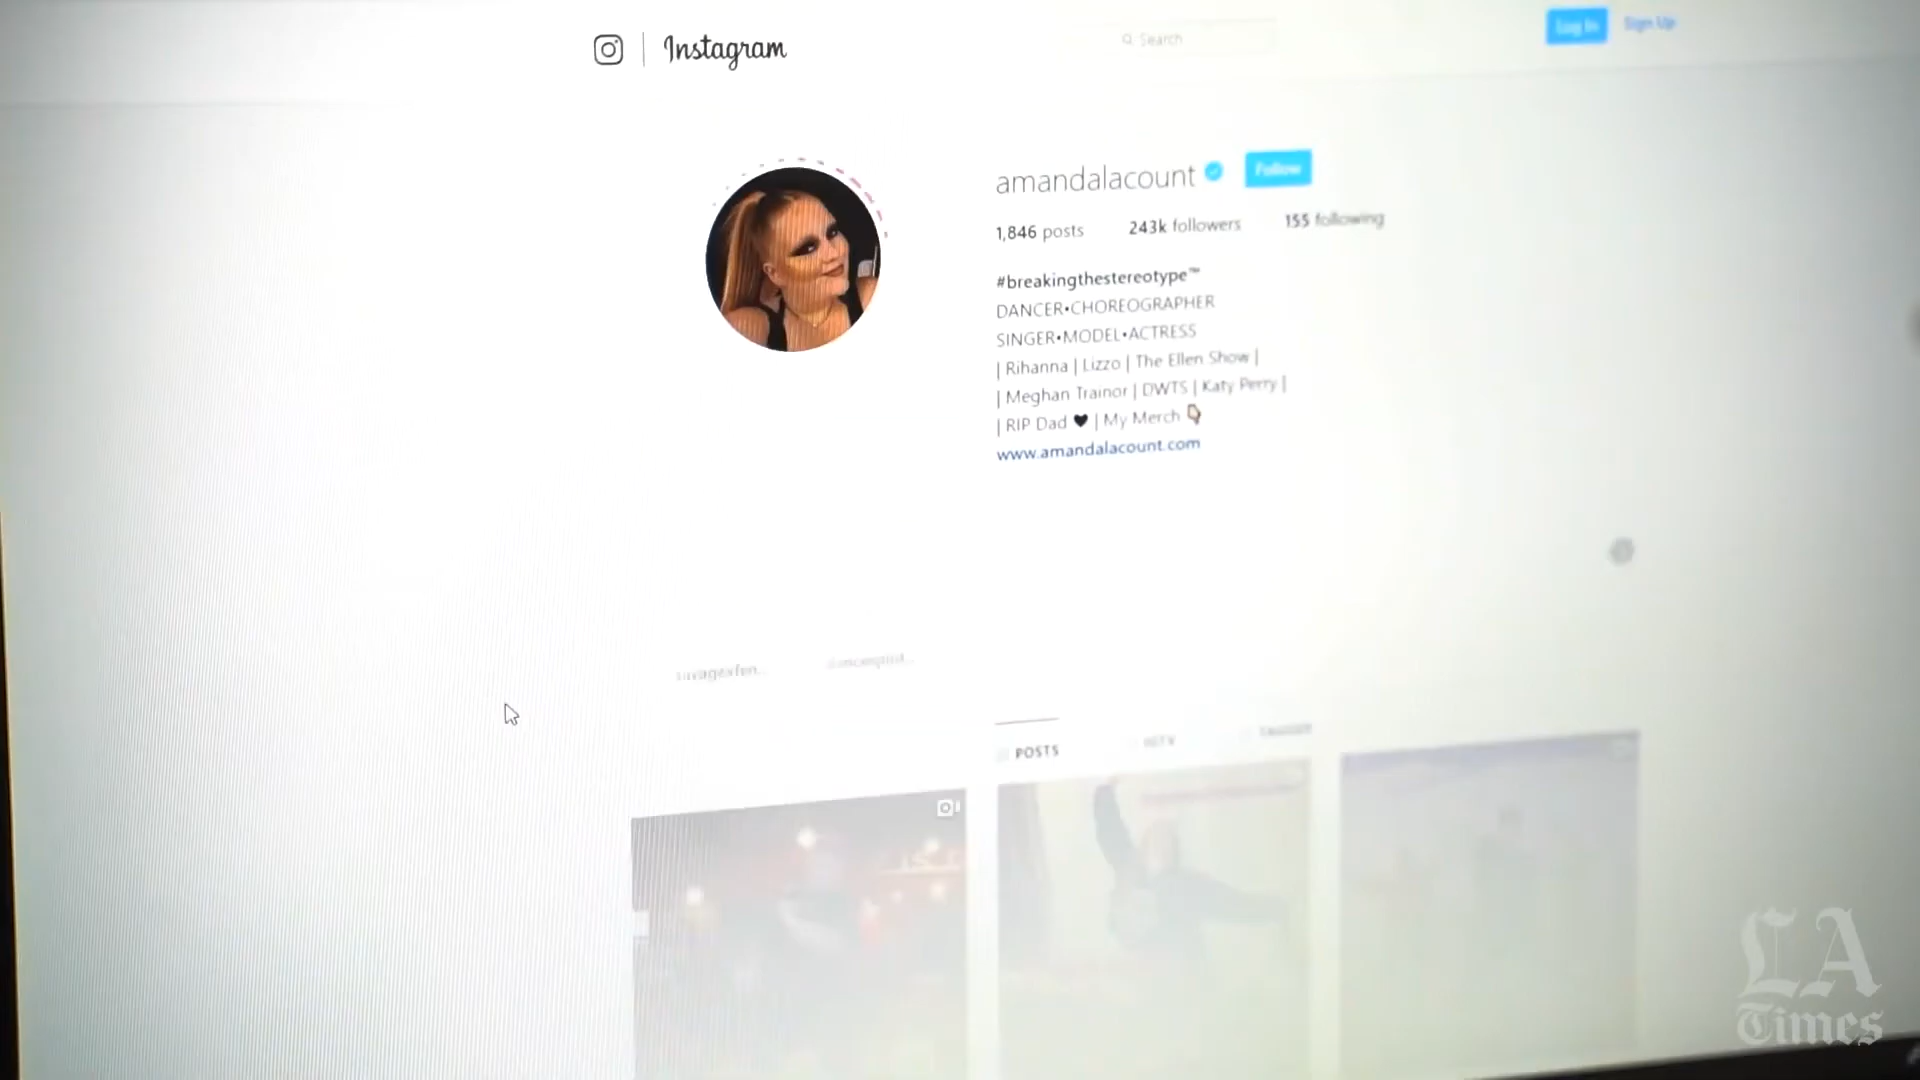 Instagram
Search
Log In
Sign Up
amandalacount
Follow
1,846 posts
243k followers
155 following
#breakingthestereotype™
DANCER•CHOREOGRAPHER
SINGER•MODEL•ACTRESS
| Rihanna | Lizzo | The Ellen Show |
| Meghan Trainor | DWTS | Katy Perry |
| RIP Dad 🖤 | My Merch 👇
www.amandalacount.com
POSTS
IGTV
TAGGED
LA
Times